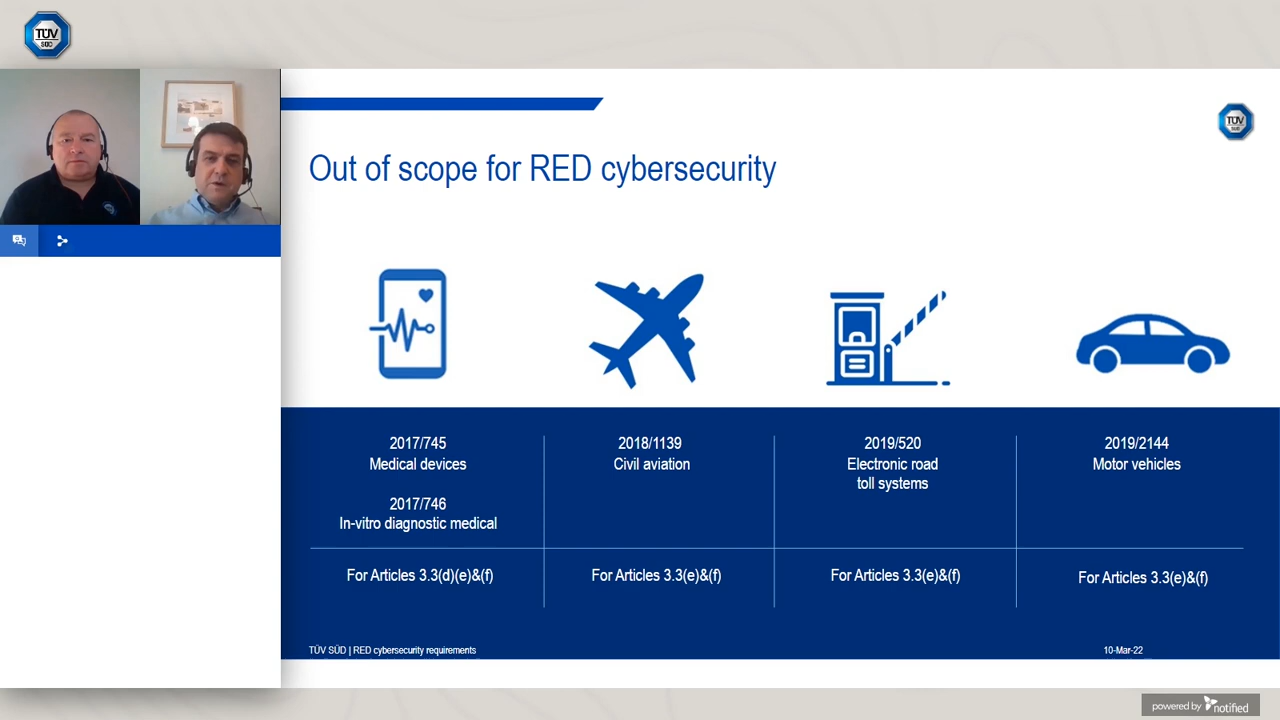 TÜV
SÜD
TÜV
SÜD
Out of scope for RED cybersecurity
2017/745
Medical devices
2017/746
In-vitro diagnostic medical
For Articles 3.3(d)(e)&(f)
2018/1139
Civil aviation
For Articles 3.3(e)&(f)
2019/520
Electronic road
toll systems
For Articles 3.3(e)&(f)
2019/2144
Motor vehicles
For Articles 3.3(e)&(f)
TÜV SÜD | RED cybersecurity requirements
10-Mar-22
powered by notified